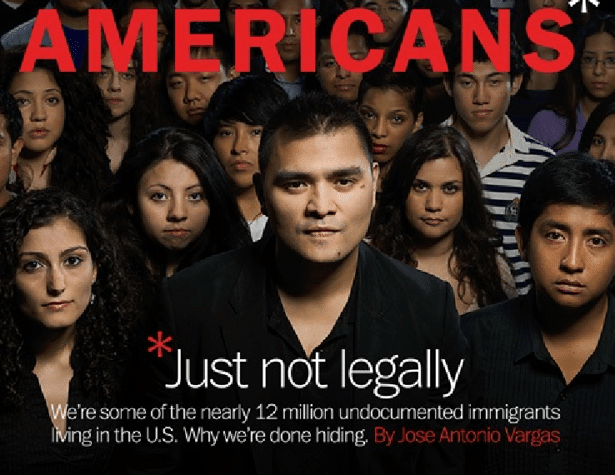 AMERICANS*
*Just not legally
We're some of the nearly 12 million undocumented immigrants
living in the U.S. Why we're done hiding. By Jose Antonio Vargas